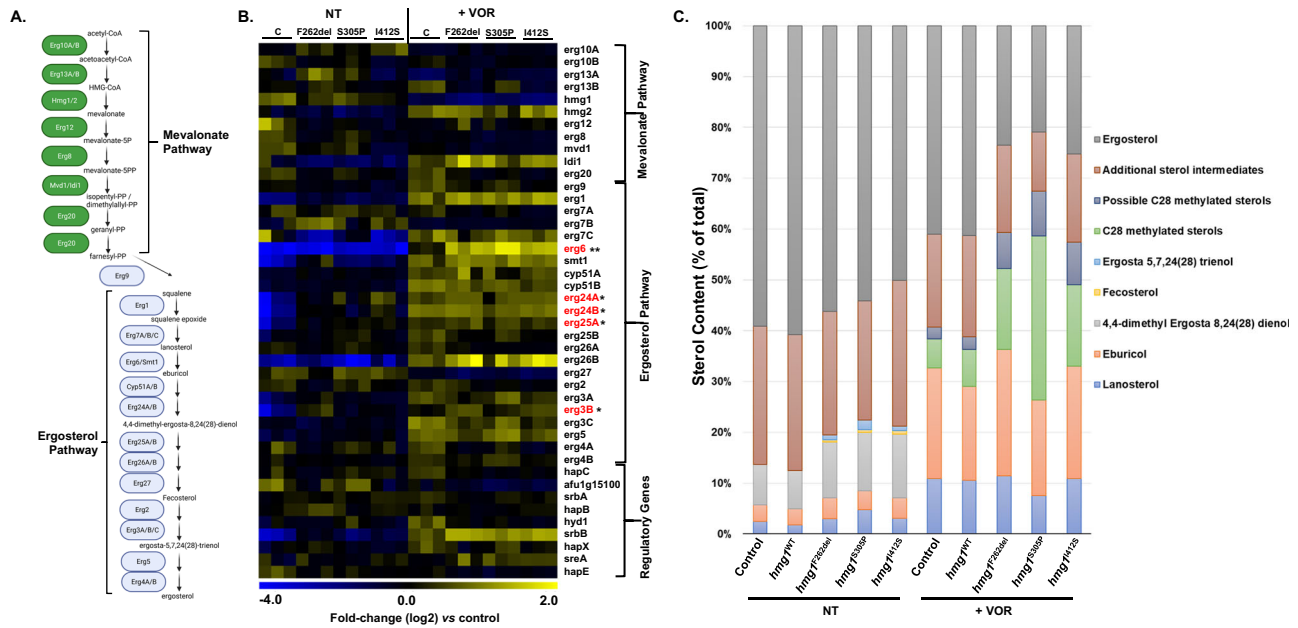 A.
acetyl-CoA
Erg10A/B
acetoacetyl-CoA
Erg13A/B
HMG-CoA
Hmg1/2
mevalonate
Erg12
mevalonate-5P
Erg8
mevalonate-5PP
Mvd1/Idi1
isopentyl-PP /
dimethylallyl-PP
Erg20
geranyl-PP
Erg20
farnesyl-PP
Mevalonate
Pathway
Erg9
squalene
Erg1
squalene epoxide
Erg7A/B/C
lanosterol
Erg6/Smt1
eburicol
Cyp51A/B
Erg24A/B
4,4-dimethyl-ergosta-8,24(28)-dienol
Erg25A/B
Erg26A/B
Erg27
Fecosterol
Erg2
Erg3A/B/C
ergosta-5,7,24(28)-trienol
Erg5
Erg4A/B
ergosterol
Ergosterol
Pathway
B.
NT
+ VOR
C F262del S305P I412S
C F262del S305P I412S
erg10A
erg10B
erg13A
erg13B
hmg1
hmg2
erg12
erg8
mvd1
Idi1
erg20
erg9
erg1
erg7A
erg7B
erg7C
erg6 **
smt1
cyp51A
cyp51B
erg24A *
erg24B *
erg25A *
erg25B
erg26A
erg26B
erg27
erg2
erg3A
erg3B *
erg3C
erg5
erg4A
erg4B
hapC
afu1g15100
srbA
hapB
hyd1
srbB
hapX
sreA
hapE
Mevalonate Pathway
Ergosterol Pathway
Regulatory Genes
-4.0 0.0 2.0
Fold-change (log2) vs control
C.
Sterol Content (% of total)
100%
90%
80%
70%
60%
50%
40%
30%
20%
10%
0%
Control
hmg1WT
hmg1F262del
hmg1S305P
hmg1I412S
Control
hmg1WT
hmg1F262del
hmg1S305P
hmg1I412S
NT
+ VOR
Ergosterol
Additional sterol intermediates
Possible C28 methylated sterols
C28 methylated sterols
Ergosta 5,7,24(28) trienol
Fecosterol
4,4-dimethyl Ergosta 8,24(28) dienol
Eburicol
Lanosterol